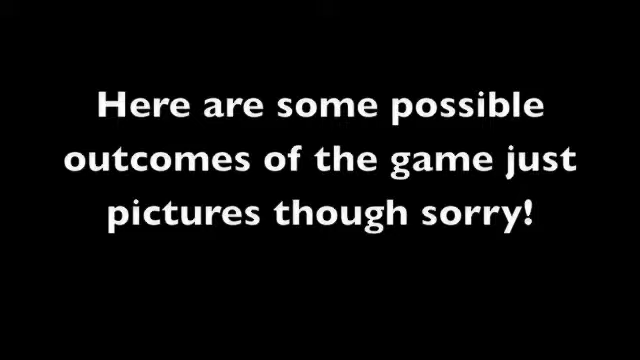 Here are some possible
outcomes of the game just
pictures though sorry!